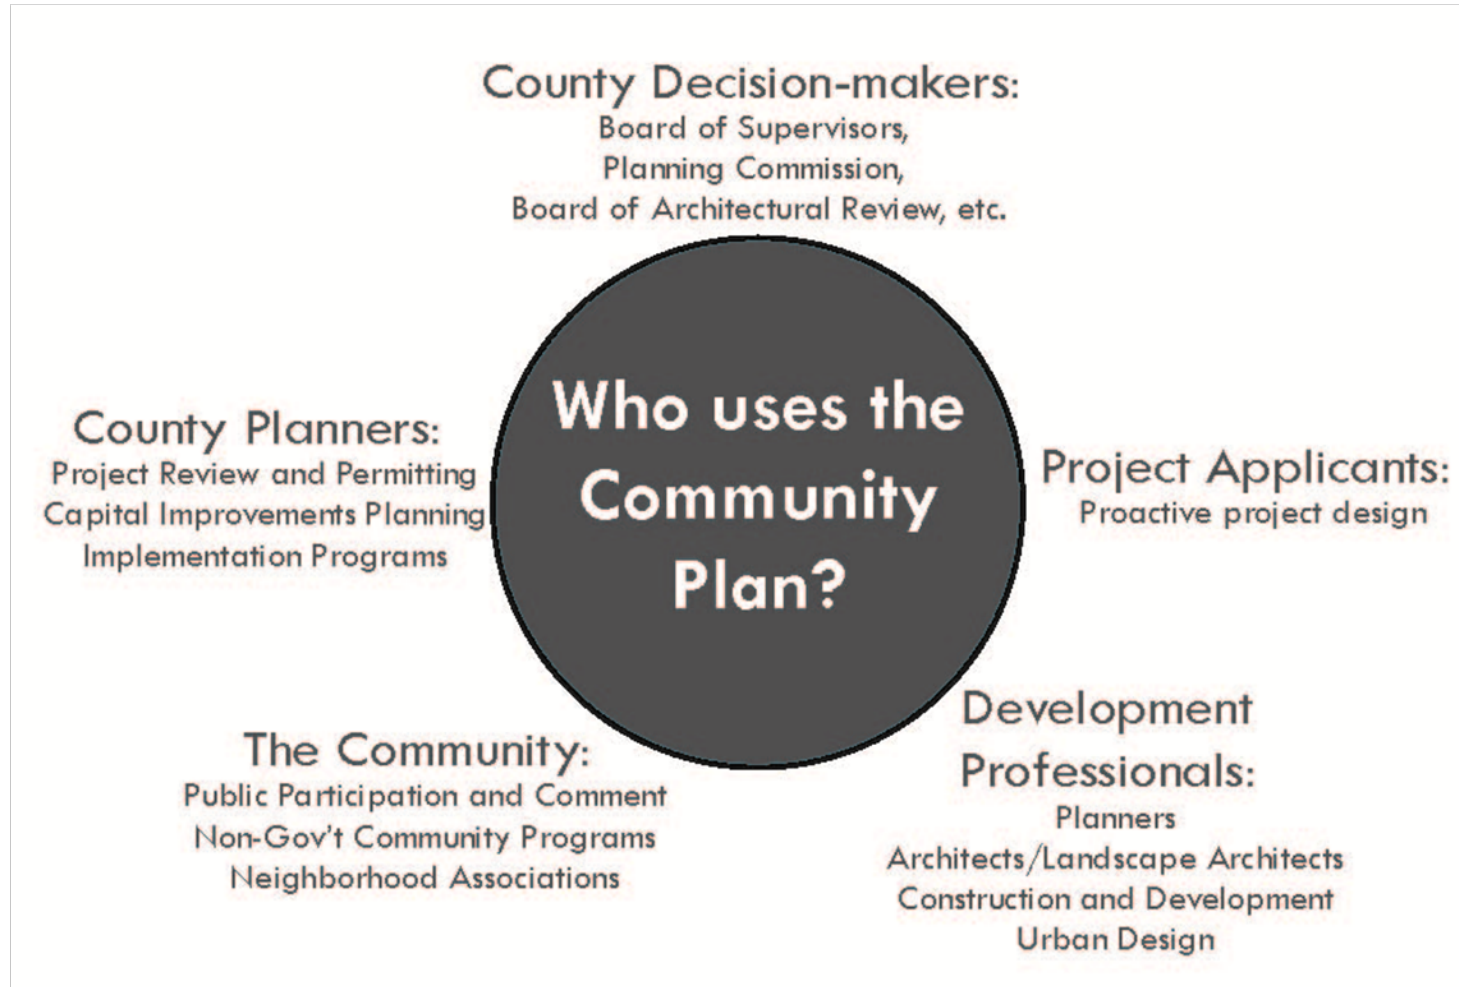 County Decision-makers:
Board of Supervisors,
Planning Commission,
Board of Architectural Review, etc.
Who uses the
Community
Plan?
County Planners:
Project Review and Permitting
Capital Improvements Planning
Implementation Programs
Project Applicants:
Proactive project design
The Community:
Public Participation and Comment
Non-Gov't Community Programs
Neighborhood Associations
Development
Professionals:
Planners
Architects/Landscape Architects
Construction and Development
Urban Design